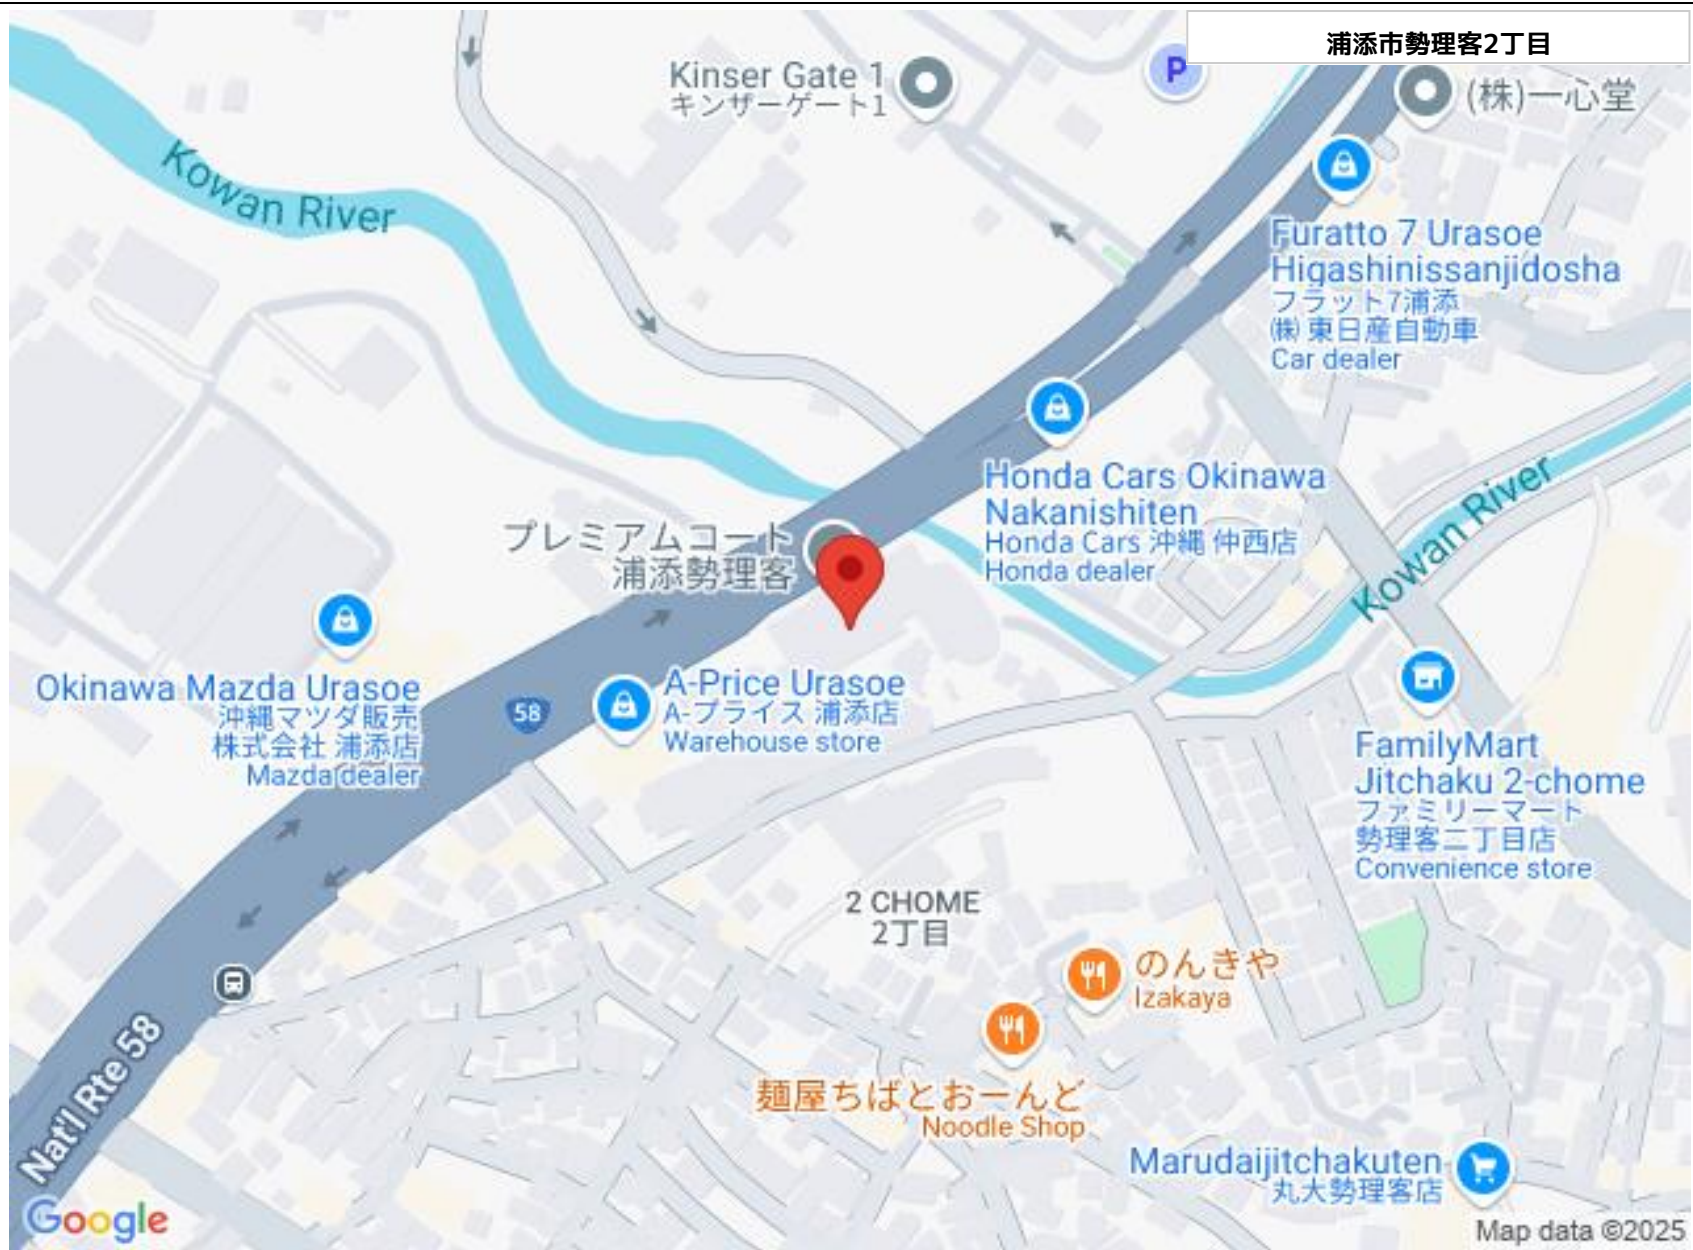 浦添市勢理客2丁目
Kinser Gate 1
キンザーゲート1
P
(株)一心堂
Kowan River
Furatto 7 Urasoe
Higashinissanjidosha
フラット7浦添
㈱ 東日産自動車
Car dealer
Honda Cars Okinawa
Nakanishiten
Honda Cars 沖縄 仲西店
Honda dealer
Kowan River
プレミアムコート
浦添勢理客
Okinawa Mazda Urasoe
沖縄マツダ販売
株式会社 浦添店
Mazda dealer
58
A-Price Urasoe
A-プライス 浦添店
Warehouse store
FamilyMart
Jitchaku 2-chome
ファミリーマート
勢理客二丁目店
Convenience store
2 CHOME
2丁目
のんきや
Izakaya
麺屋ちばとおーんど
Noodle Shop
Nat'l Rte 58
Marudaijitchakuten
丸大勢理客店
Google
Map data ©2025